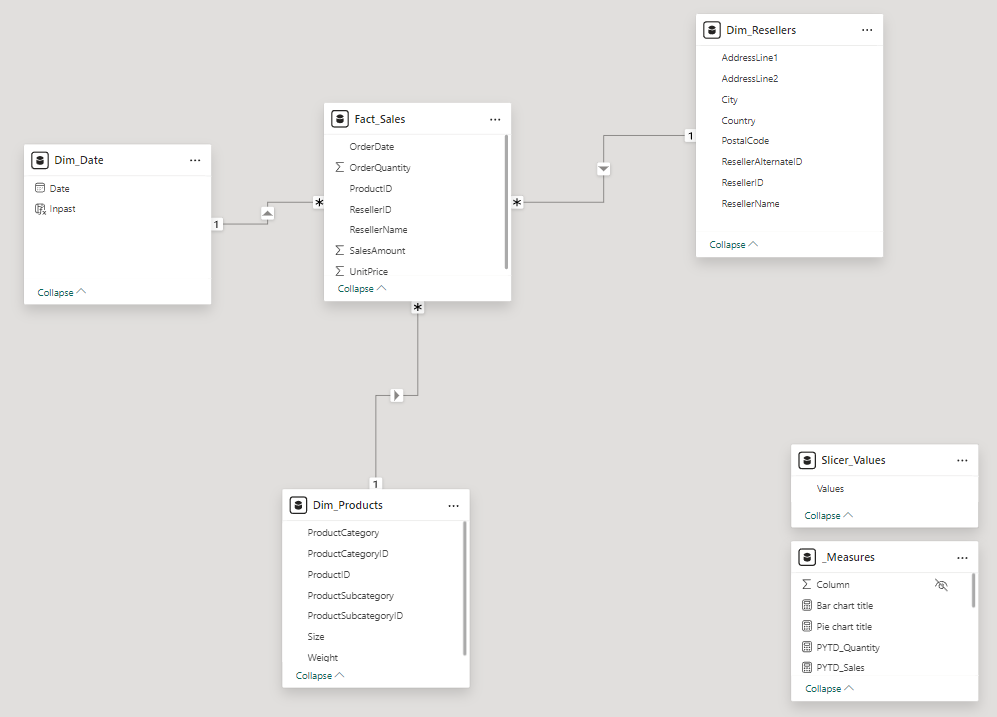 Dim_Resellers
AddressLine1
AddressLine2
City
Country
PostalCode
ResellerAlternateID
ResellerID
ResellerName
Collapse
Fact_Sales
OrderDate
OrderQuantity
ProductID
ResellerID
ResellerName
SalesAmount
UnitPrice
Collapse
Dim_Date
Date
Inpast
Collapse
1
*
*
1
*
1
Dim_Products
ProductCategory
ProductCategoryID
ProductID
ProductSubcategory
ProductSubcategoryID
Size
Weight
Collapse
Slicer_Values
Values
Collapse
_Measures
Column
Bar chart title
Pie chart title
PYTD_Quantity
PYTD_Sales
Collapse